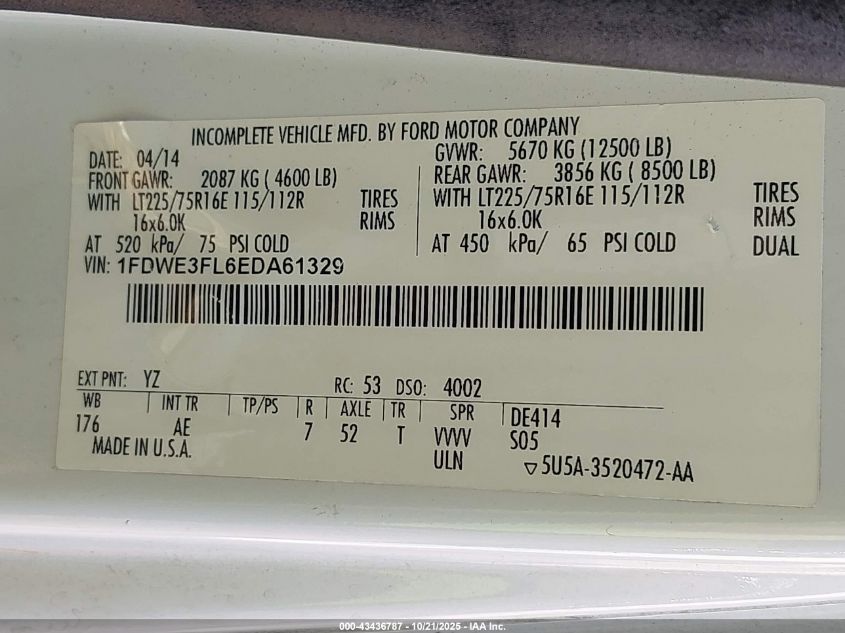 INCOMPLETE VEHICLE MFD. BY FORD MOTOR COMPANY
DATE: 04/14
GVWR: 5670 KG (12500 LB)
FRONT GAWR: 2087 KG ( 4600 LB)
REAR GAWR: 3856 KG ( 8500 LB)
WITH LT225/75R16E 115/112R TIRES
WITH LT225/75R16E 115/112R TIRES
16x6.0K RIMS
16x6.0K RIMS
AT 520 kPa/ 75 PSI COLD
AT 450 kPa/ 65 PSI COLD DUAL
VIN: 1FDWE3FL6EDA61329
EXT PNT: YZ RC: 53 DSO: 4002
WB | INT TR | TP/PS | R | AXLE | TR | SPR | DE414
176 AE 7 52 T VVVV S05
MADE IN U.S.A. ULN ▽5U5A-3520472-AA
000-43436787 - 10/21/2025 - IAA Inc.